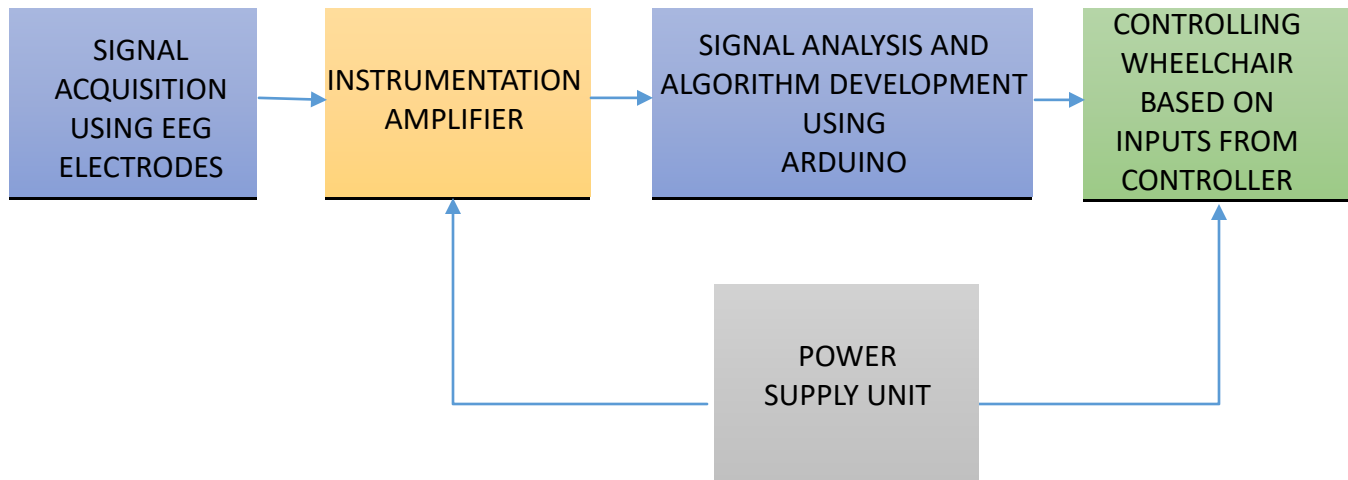 SIGNAL
ACQUISITION
USING EEG
ELECTRODES
INSTRUMENTATION
AMPLIFIER
SIGNAL ANALYSIS AND
ALGORITHM DEVELOPMENT
USING
ARDUINO
CONTROLLING
WHEELCHAIR
BASED ON
INPUTS FROM
CONTROLLER
POWER
SUPPLY UNIT